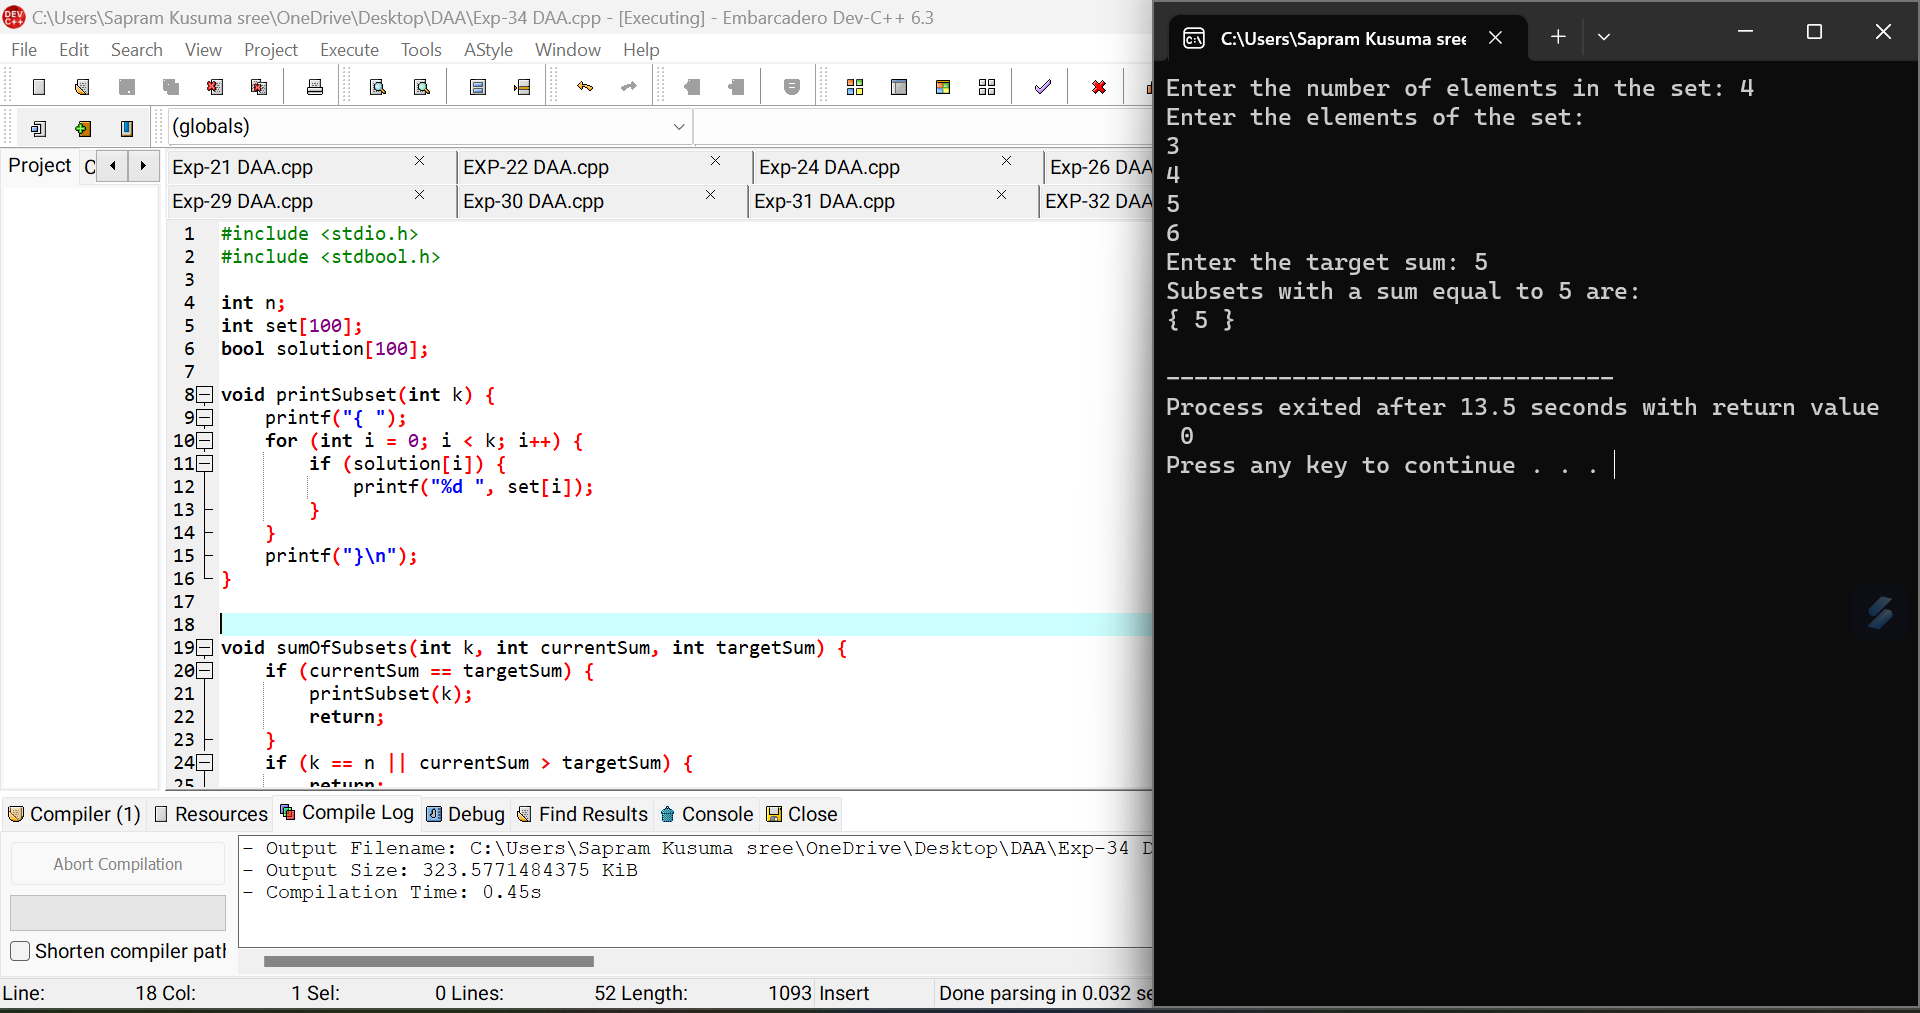 C:\Users\Sapram Kusuma sree\OneDrive\Desktop\DAA\Exp-34 DAA.cpp - [Executing] - Embarcadero Dev-C++ 6.3
File Edit Search View Project Execute Tools AStyle Window Help
(globals)
Project
Exp-21 DAA.cpp EXP-22 DAA.cpp Exp-24 DAA.cpp Exp-26 DAA
Exp-29 DAA.cpp Exp-30 DAA.cpp Exp-31 DAA.cpp EXP-32 DAA
1 #include <stdio.h>
2 #include <stdbool.h>
3
4 int n;
5 int set[100];
6 bool solution[100];
7
8 void printSubset(int k) {
9     printf("{ ");
10     for (int i = 0; i < k; i++) {
11         if (solution[i]) {
12             printf("%d ", set[i]);
13         }
14     }
15     printf("}\n");
16 }
17
18
19 void sumOfSubsets(int k, int currentSum, int targetSum) {
20     if (currentSum == targetSum) {
21         printSubset(k);
22         return;
23     }
24     if (k == n || currentSum > targetSum) {
25         return;
Compiler (1) Resources Compile Log Debug Find Results Console Close
Abort Compilation
Shorten compiler path
- Output Filename: C:\Users\Sapram Kusuma sree\OneDrive\Desktop\DAA\Exp-34 D
- Output Size: 323.5771484375 KiB
- Compilation Time: 0.45s
Line: 18 Col: 1 Sel: 0 Lines: 52 Length: 1093 Insert Done parsing in 0.032 se
C:\Users\Sapram Kusuma sree
Enter the number of elements in the set: 4
Enter the elements of the set:
3
4
5
6
Enter the target sum: 5
Subsets with a sum equal to 5 are:
{ 5 }
--------------------------------
Process exited after 13.5 seconds with return value
0
Press any key to continue . . .